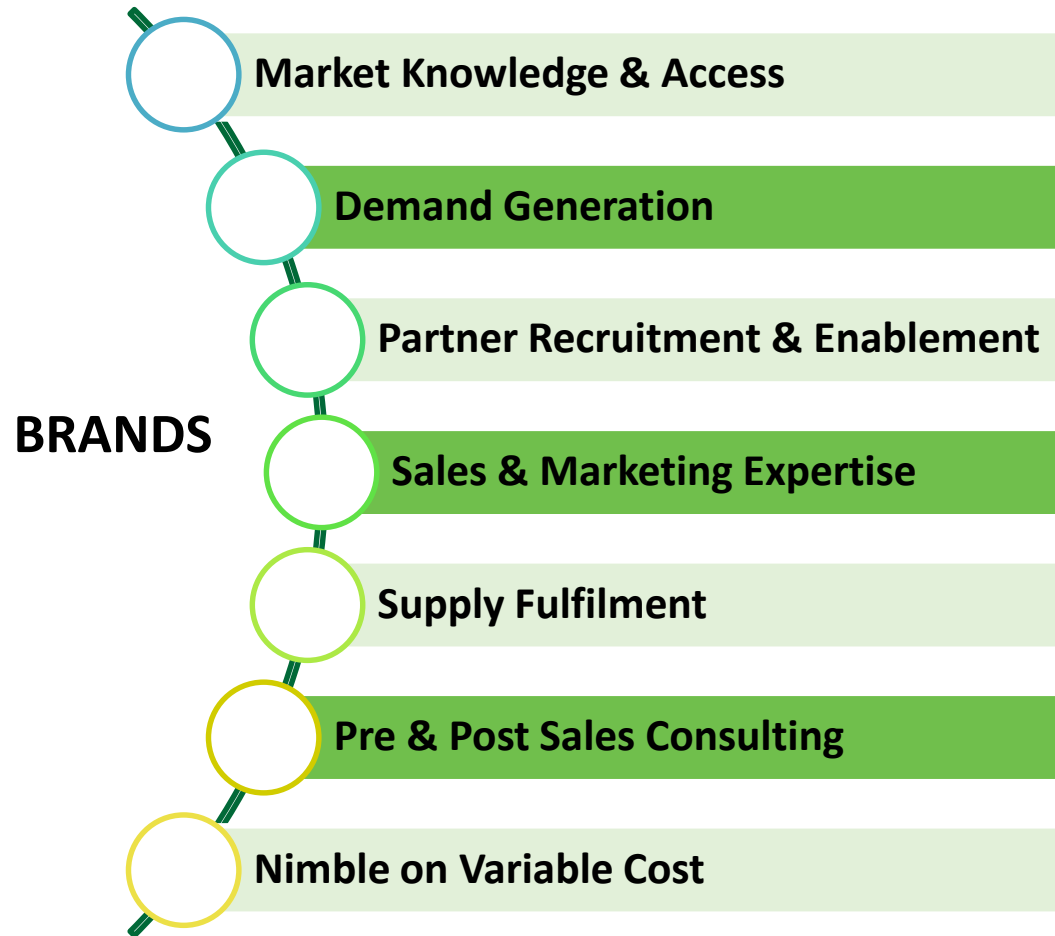 Market Knowledge & Access
Demand Generation
Partner Recruitment & Enablement
BRANDS
Sales & Marketing Expertise
Supply Fulfilment
Pre & Post Sales Consulting
Nimble on Variable Cost